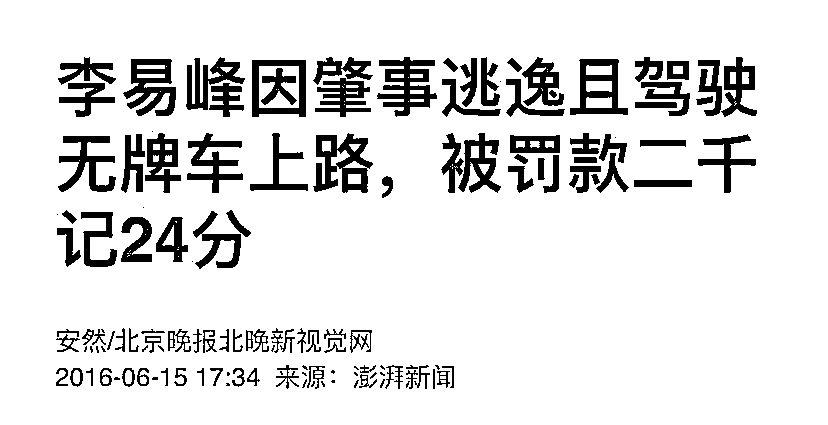 李易峰因肇事逃逸且驾驶
无牌车上路，被罚款二千
记24分
安然/北京晚报北晚新视觉网
2016-06-15 17:34 来源：澎湃新闻